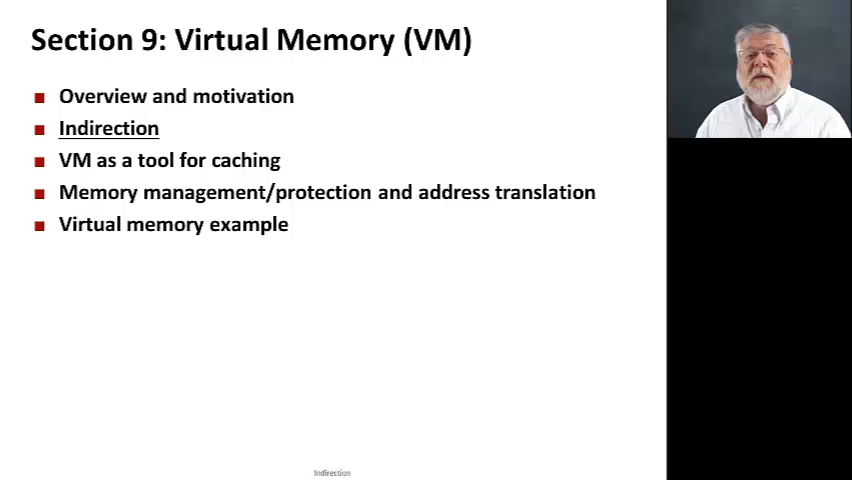 Section 9: Virtual Memory (VM)
Overview and motivation
Indirection
VM as a tool for caching
Memory management/protection and address translation
Virtual memory example
Indirection